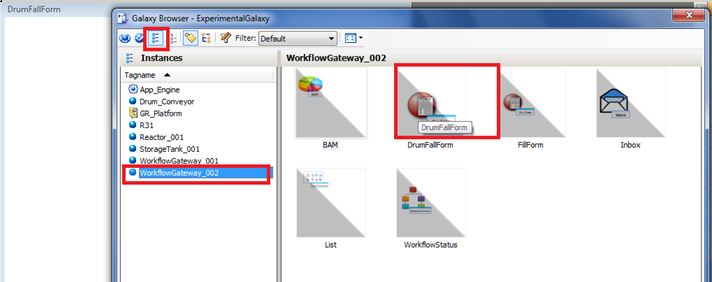 DrumFallForm
Galaxy Browser - ExperimentalGalaxy
Filter: Default
Instances
WorkflowGateway_002
Tagname
App_Engine
Drum_Conveyor
GR_Platform
R31
Reactor_001
StorageTank_001
WorkflowGateway_001
WorkflowGateway_002
BAM
DrumFallForm
BAM
DrumFallForm
FillForm
Inbox
List
WorkflowStatus